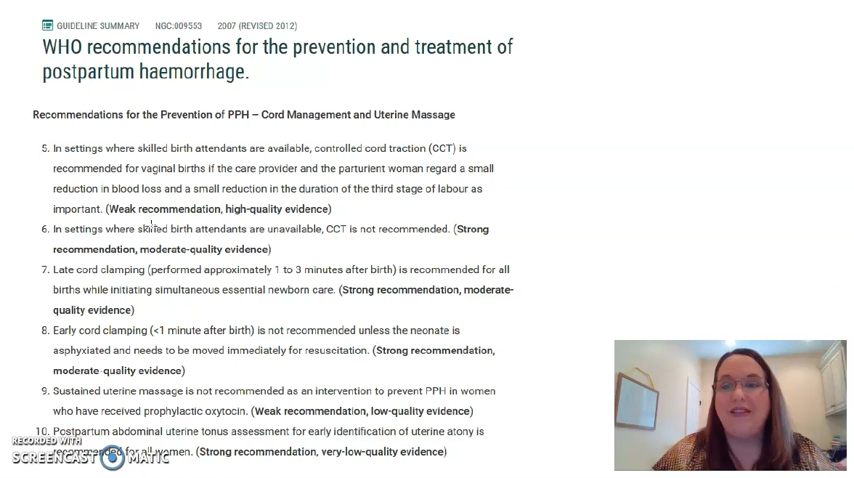 GUIDELINE SUMMARY NGC:009553 2007 (REVISED 2012)
WHO recommendations for the prevention and treatment of
postpartum haemorrhage.
Recommendations for the Prevention of PPH – Cord Management and Uterine Massage
5. In settings where skilled birth attendants are available, controlled cord traction (CCT) is
recommended for vaginal births if the care provider and the parturient woman regard a small
reduction in blood loss and a small reduction in the duration of the third stage of labour as
important. (Weak recommendation, high-quality evidence)
6. In settings where skilled birth attendants are unavailable, CCT is not recommended. (Strong
recommendation, moderate-quality evidence)
7. Late cord clamping (performed approximately 1 to 3 minutes after birth) is recommended for all
births while initiating simultaneous essential newborn care. (Strong recommendation, moderate-
quality evidence)
8. Early cord clamping (<1 minute after birth) is not recommended unless the neonate is
asphyxiated and needs to be moved immediately for resuscitation. (Strong recommendation,
moderate-quality evidence)
9. Sustained uterine massage is not recommended as an intervention to prevent PPH in women
who have received prophylactic oxytocin. (Weak recommendation, low-quality evidence)
10. Postpartum abdominal uterine tonus assessment for early identification of uterine atony is
recommended for all women. (Strong recommendation, very-low-quality evidence)
RECORDED WITH
SCREENCAST MATIC